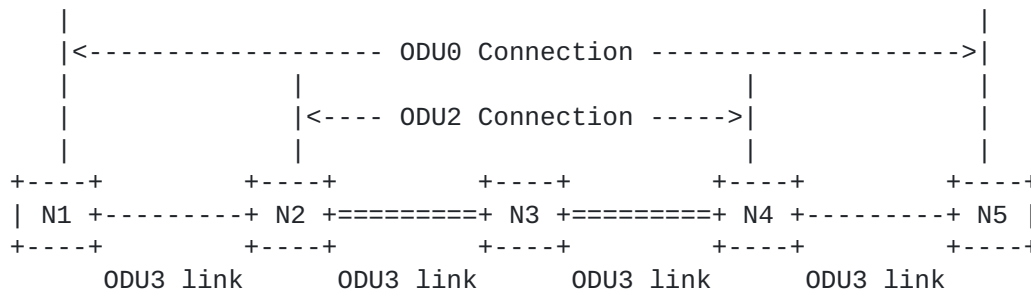 |<------------------- ODU0 Connection ------------------->|
|<---- ODU2 Connection ----->|
| N1 +---------+ N2 +=========+ N3 +=========+ N4 +---------+ N5 |
ODU3 link ODU3 link ODU3 link ODU3 link